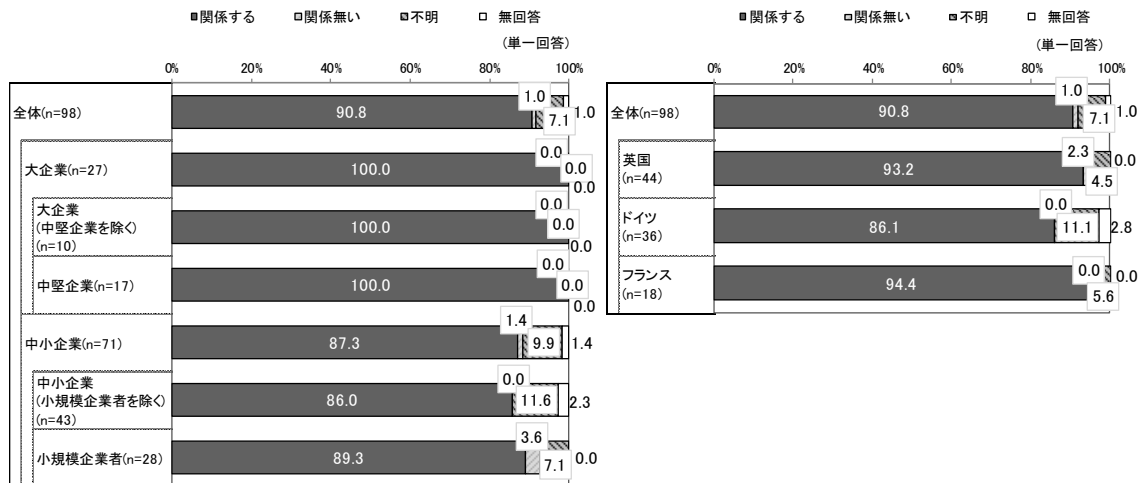 ■関係する ▨関係無い ▨不明 □ 無回答
(単一回答)
0% 20% 40% 60% 80% 100%
全体(n=98) 90.8 1.0 7.1 1.0
大企業(n=27) 100.0 0.0 0.0 0.0
大企業
(中堅企業を除く)
(n=10) 100.0 0.0 0.0 0.0
中堅企業(n=17) 100.0 0.0 0.0 0.0
中小企業(n=71) 87.3 1.4 9.9 1.4
中小企業
(小規模企業者を除く)
(n=43) 86.0 0.0 11.6 2.3
小規模企業者(n=28) 89.3 3.6 7.1 0.0
■関係する ▨関係無い ▨不明 □ 無回答
(単一回答)
0% 20% 40% 60% 80% 100%
全体(n=98) 90.8 1.0 7.1 1.0
英国
(n=44) 93.2 2.3 4.5 0.0
ドイツ
(n=36) 86.1 0.0 11.1 2.8
フランス
(n=18) 94.4 0.0 5.6 0.0